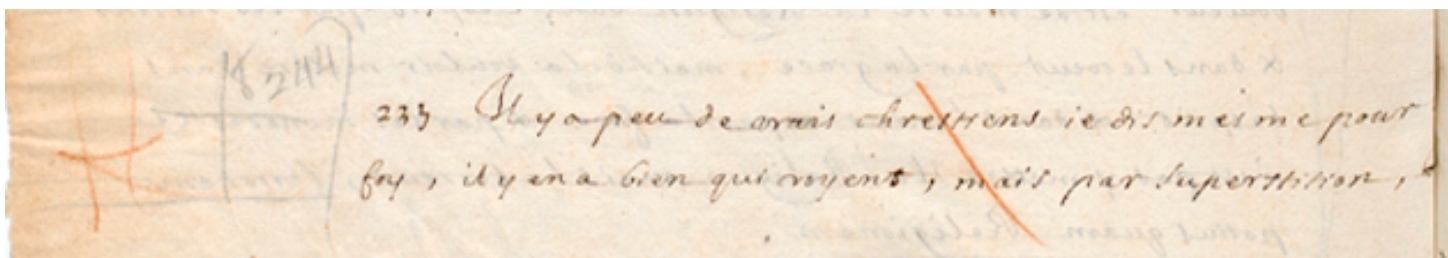 233 Il y a peu de vrais chrestiens ie dis mesme pour
foy, il y en a bien qui croyent, mais par superstition,